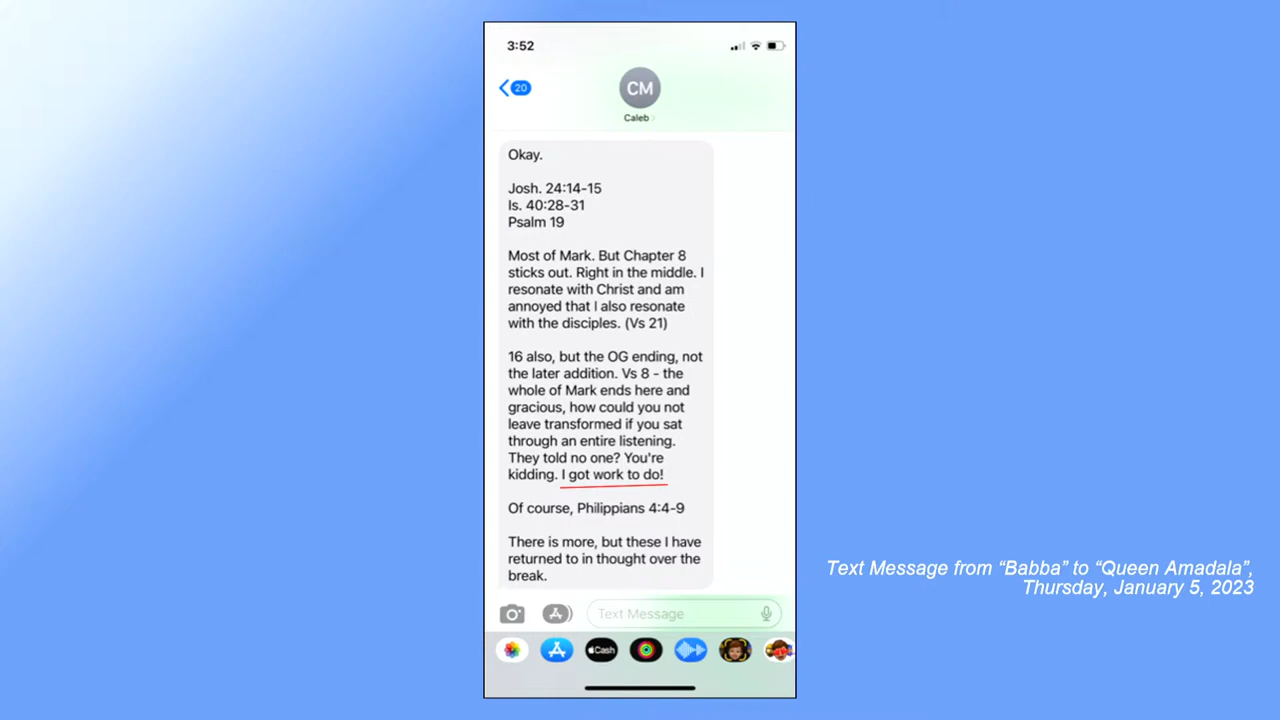 3:52
20
CM
Caleb
Okay.
Josh. 24:14-15
Is. 40:28-31
Psalm 19
Most of Mark. But Chapter 8
sticks out. Right in the middle. I
resonate with Christ and am
annoyed that I also resonate
with the disciples. (Vs 21)
16 also, but the OG ending, not
the later addition. Vs 8 - the
whole of Mark ends here and
gracious, how could you not
leave transformed if you sat
through an entire listening.
They told no one? You're
kidding. I got work to do!
Of course, Philippians 4:4-9
There is more, but these I have
returned to in thought over the
break.
Text Message
Cash
Text Message from “Babba” to “Queen Amadala”,
Thursday, January 5, 2023